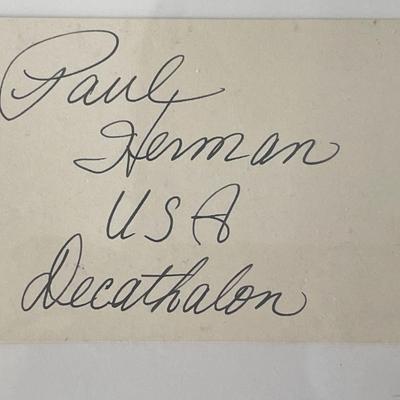 Paul
Herman
USA
Decathalon